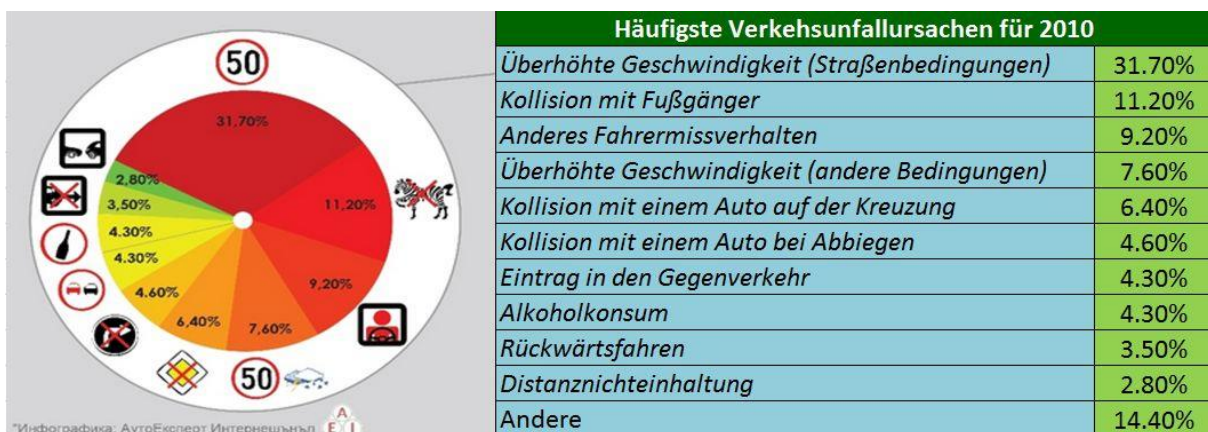 50
31,70%
11,20%
9,20%
7,60%
6,40%
4.60%
4.30%
4.30%
3,50%
2,80%
50
"Инфографика: АутоЕксперт Интернешънъл
A
E I
Häufigste Verkehsunfallursachen für 2010
Überhöhte Geschwindigkeit (Straßenbedingungen) 31.70%
Kollision mit Fußgänger 11.20%
Anderes Fahrermissverhalten 9.20%
Überhöhte Geschwindigkeit (andere Bedingungen) 7.60%
Kollision mit einem Auto auf der Kreuzung 6.40%
Kollision mit einem Auto bei Abbiegen 4.60%
Eintrag in den Gegenverkehr 4.30%
Alkoholkonsum 4.30%
Rückwärtsfahren 3.50%
Distanznichteinhaltung 2.80%
Andere 14.40%